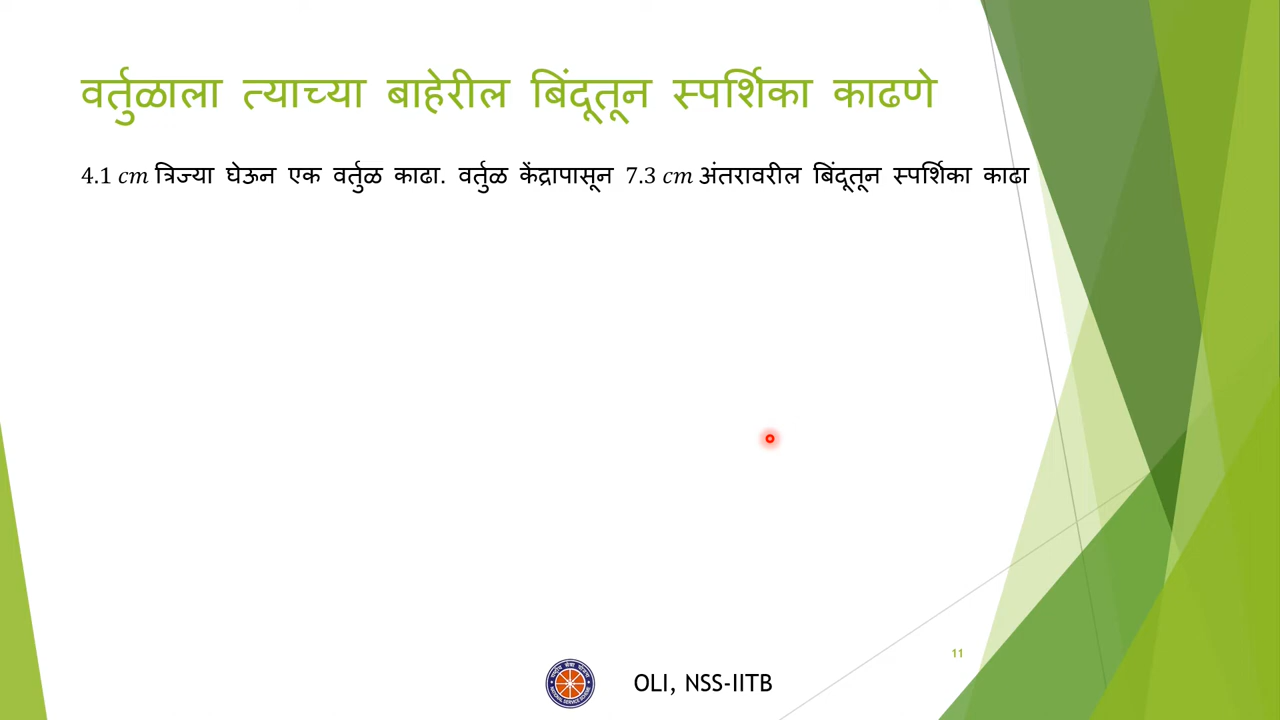 वर्तुळाला त्याच्या बाहेरील बिंदूतून स्पर्शिका काढणे
4.1 cm त्रिज्या घेऊन एक वर्तुळ काढा. वर्तुळ केंद्रापासून 7.3 cm अंतरावरील बिंदूतून स्पर्शिका काढा
11
OLI, NSS-IITB